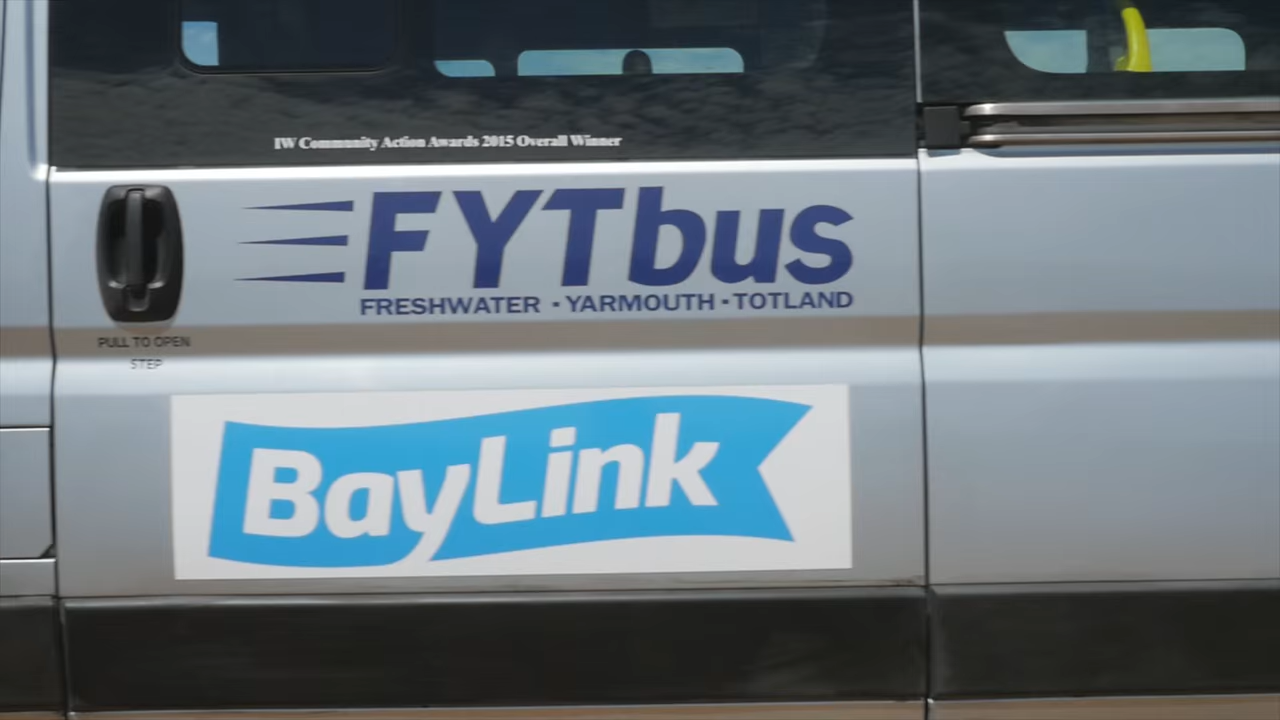 IW Community Action Awards 2015 Overall Winner
FYTbus
FRESHWATER · YARMOUTH · TOTLAND
PULL TO OPEN
STEP
BayLink